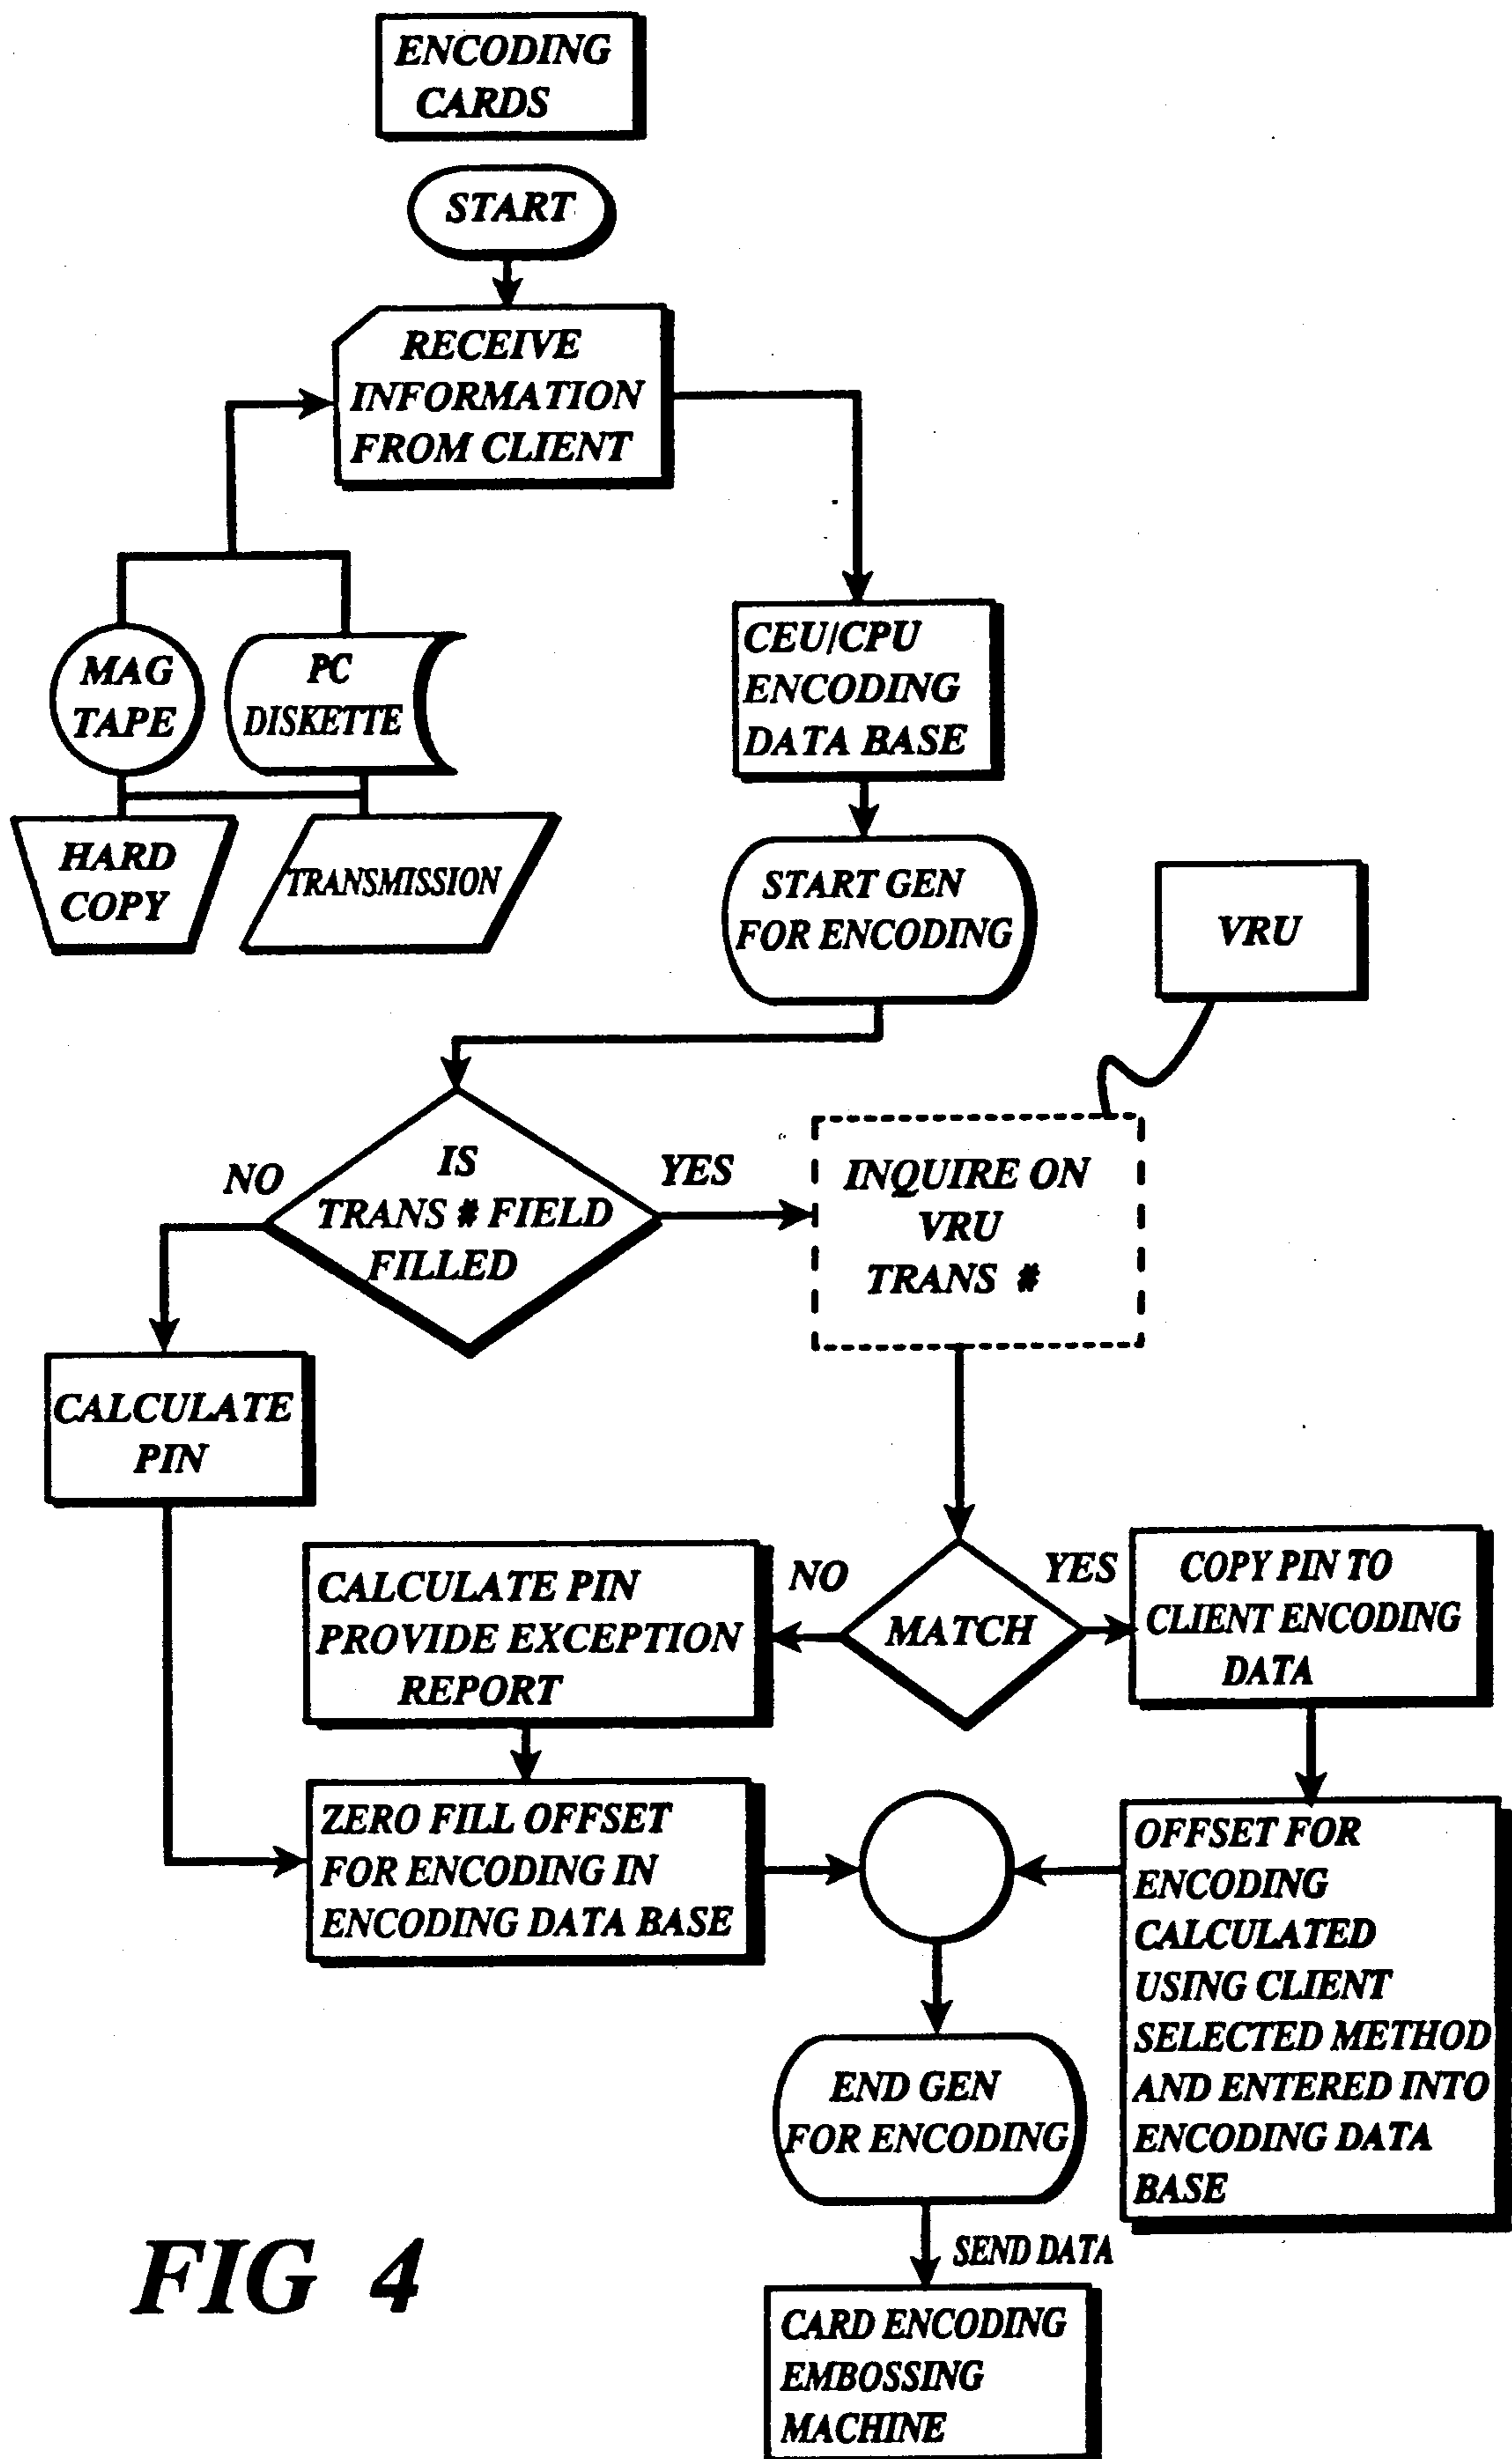 ENCODING
CARDS
START
RECEIVE
INFORMATION
FROM CLIENT
MAG
TAPE
PC
DISKETTE
HARD
COPY
TRANSMISSION
CEU/CPU
ENCODING
DATA BASE
START GEN
FOR ENCODING
VRU
IS
TRANS # FIELD
FILLED
NO
YES
INQUIRE ON
VRU
TRANS #
CALCULATE
PIN
MATCH
NO
YES
CALCULATE PIN
PROVIDE EXCEPTION
REPORT
COPY PIN TO
CLIENT ENCODING
DATA
ZERO FILL OFFSET
FOR ENCODING IN
ENCODING DATA BASE
OFFSET FOR
ENCODING
CALCULATED
USING CLIENT
SELECTED METHOD
AND ENTERED INTO
ENCODING DATA
BASE
END GEN
FOR ENCODING
SEND DATA
CARD ENCODING
EMBOSSING
MACHINE
FIG 4